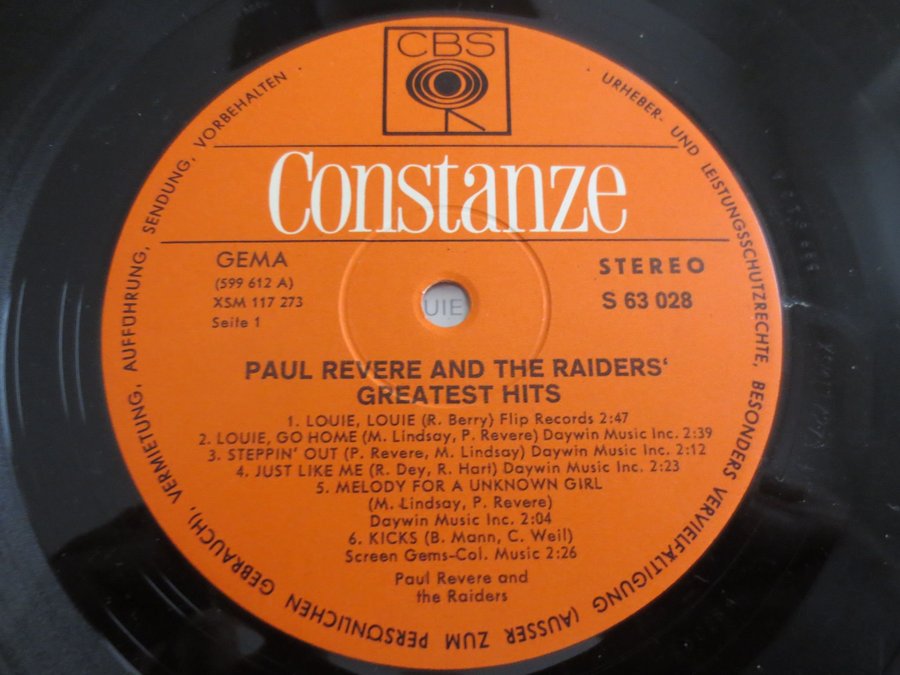 CBS
Constanze
GEMA
(599 612 A)
XSM 117 273
Seite 1
STEREO
S 63 028
UIE
PAUL REVERE AND THE RAIDERS'
GREATEST HITS
1. LOUIE, LOUIE (R. Berry) Flip Records 2:47
2. LOUIE, GO HOME (M. Lindsay, P. Revere) Daywin Music Inc. 2:39
3. STEPPIN' OUT (P. Revere, M. Lindsay) Daywin Music Inc. 2:12
4. JUST LIKE ME (R. Dey, R. Hart) Daywin Music Inc. 2:23
5. MELODY FOR A UNKNOWN GIRL
(M. Lindsay, P. Revere)
Daywin Music Inc. 2:04
6. KICKS (B. Mann, C. Weil)
Screen Gems-Col. Music 2:26
Paul Revere and
the Raiders
URHEBER- UND LEISTUNGSSCHUTZRECHTE, BESONDERS VERVIELFÄLTIGUNG (AUSSER ZUM PERSÖNLICHEN GEBRAUCH), VERMIETUNG, AUFFÜHRUNG, SENDUNG, VORBEHALTEN